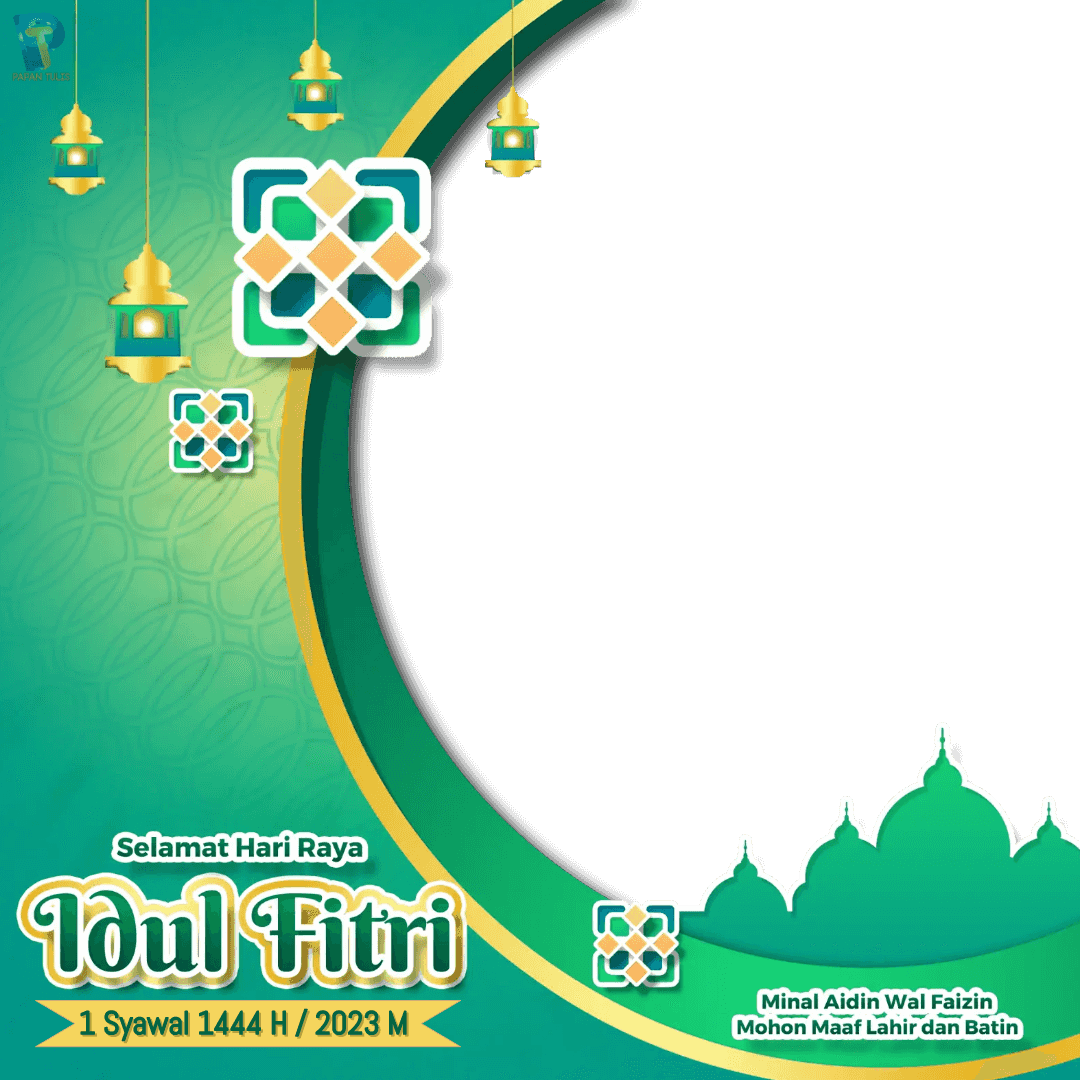 Selamat Hari Raya
Idul Fitri
1 Syawal 1444 H / 2023 M
Minal Aidin Wal Faizin
Mohon Maaf Lahir dan Batin